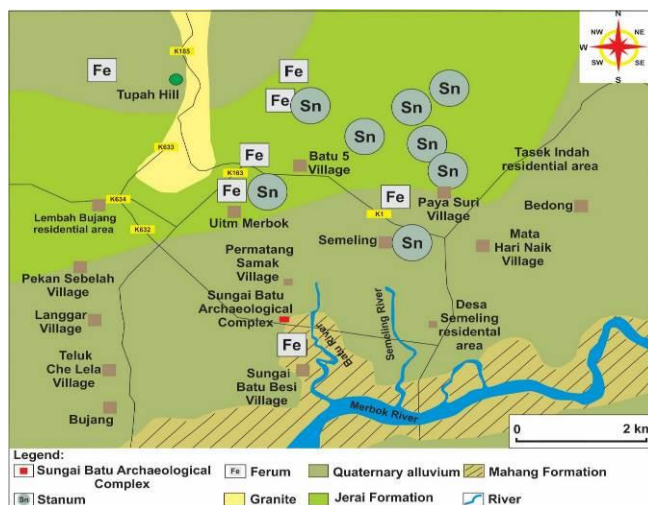 N
NW
NE
W
E
SW
SE
S
K185
Fe
Fe
Tupah Hill
Fe
Sn
Sn
Sn
Sn
Sn
Sn
K633
Fe
Batu 5
Village
K163
Tasek Indah
residential area
Fe
Sn
Fe
K634
Lembah Bujang
residential area
Uitm Merbok
K1
Paya Suri
Village
Bedong
K632
Semeling
Sn
Mata
Hari Naik
Village
Permatang
Samak
Village
Pekan Sebelah
Village
Sungai Batu
Archaeological
Complex
Batu River
Semeling River
Desa
Semeling
residental
area
Langgar
Village
Fe
Teluk
Che Lela
Village
Sungai
Batu Besi
Village
Merbok River
Bujang
0
2 km
Legend:
Sungai Batu Archaeological
Complex
Fe
Ferum
Quaternary alluvium
Mahang Formation
Sn
Stanum
Granite
Jerai Formation
River